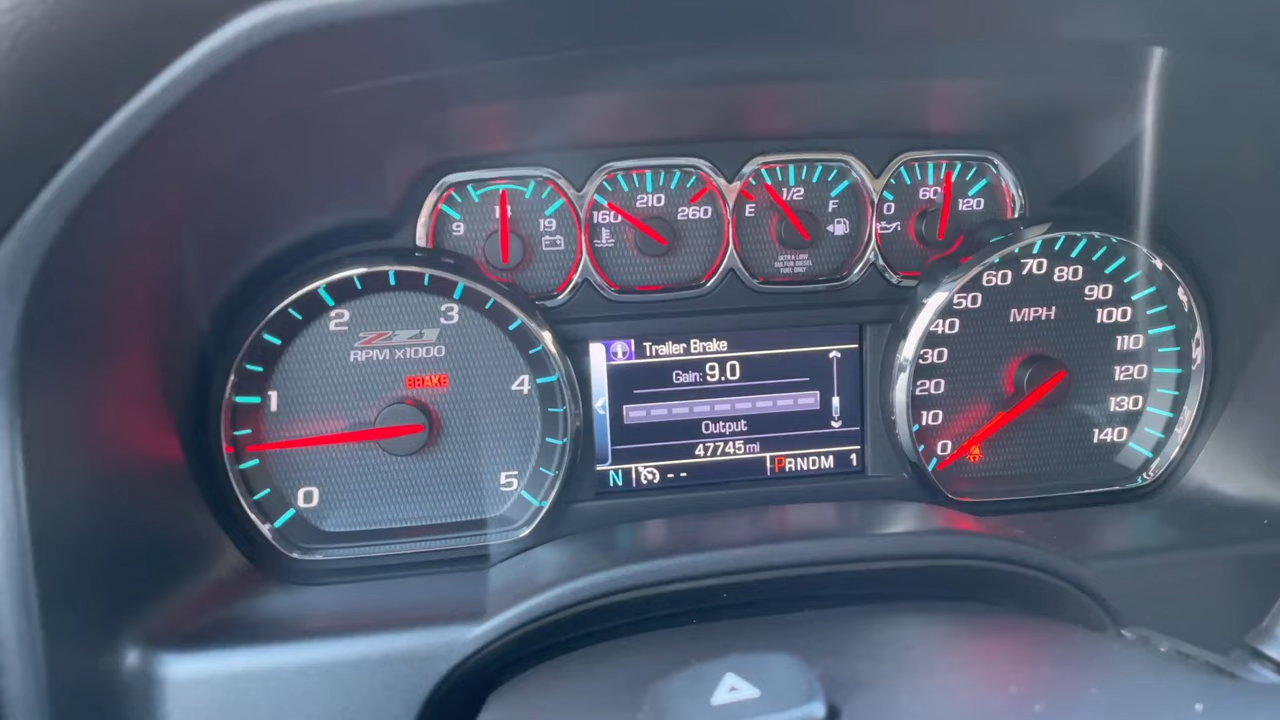 9 14 19
160 210 260
E 1/2 F
ULTRA LOW
SULFUR DIESEL
FUEL ONLY
0 60 120
0 1 2 3 4 5
Z71
RPM X1000
BRAKE
Trailer Brake
Gain: 9.0
Output
47745 mi
N -- PRNDM 1
0 10 20 30 40 50 60 70 80 90 100 110 120 130 140
MPH